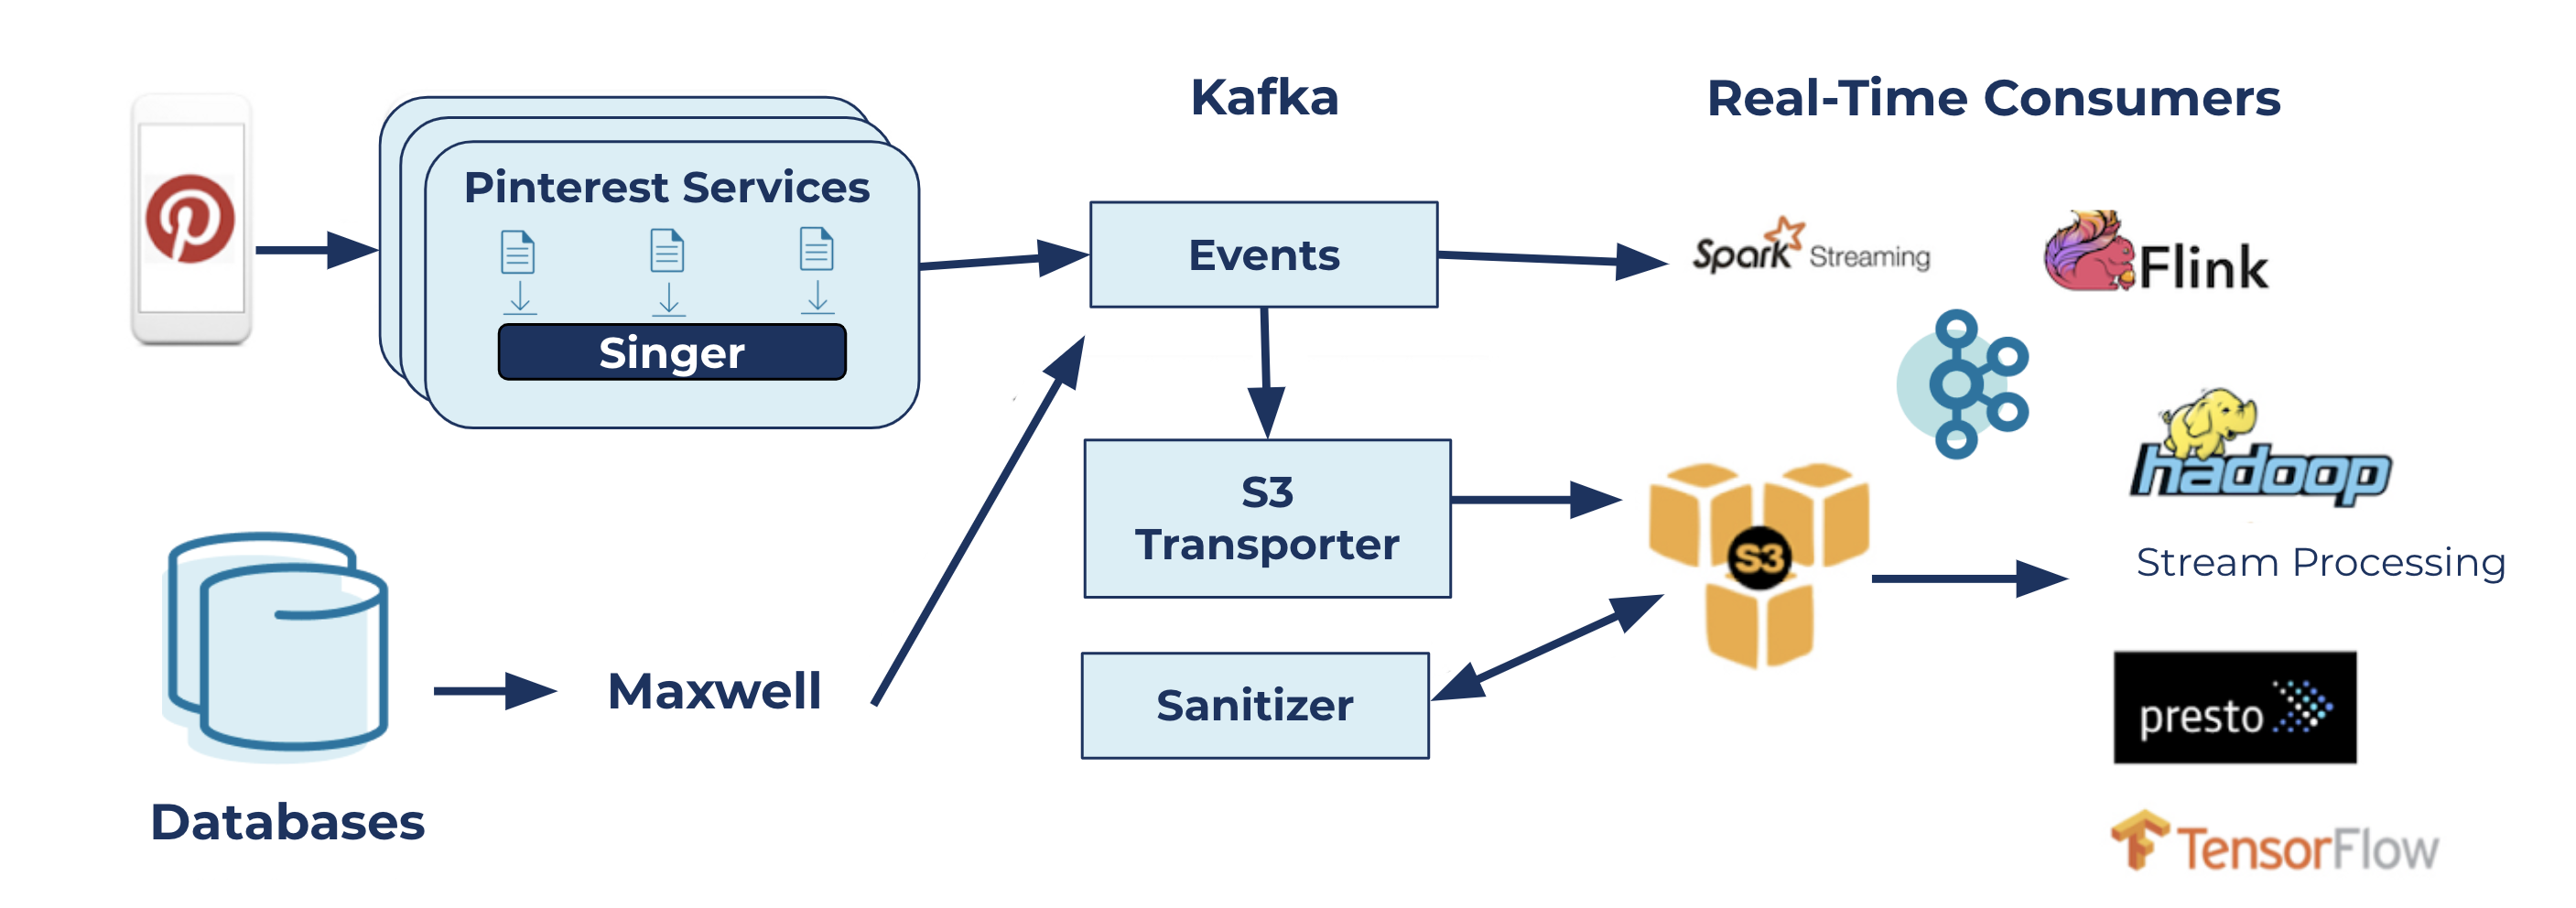 Kafka
Real-Time Consumers
Pinterest Services
Singer
Events
Spark Streaming
Flink
S3
Transporter
S3
hadoop
Stream Processing
Maxwell
Sanitizer
presto
Databases
TensorFlow